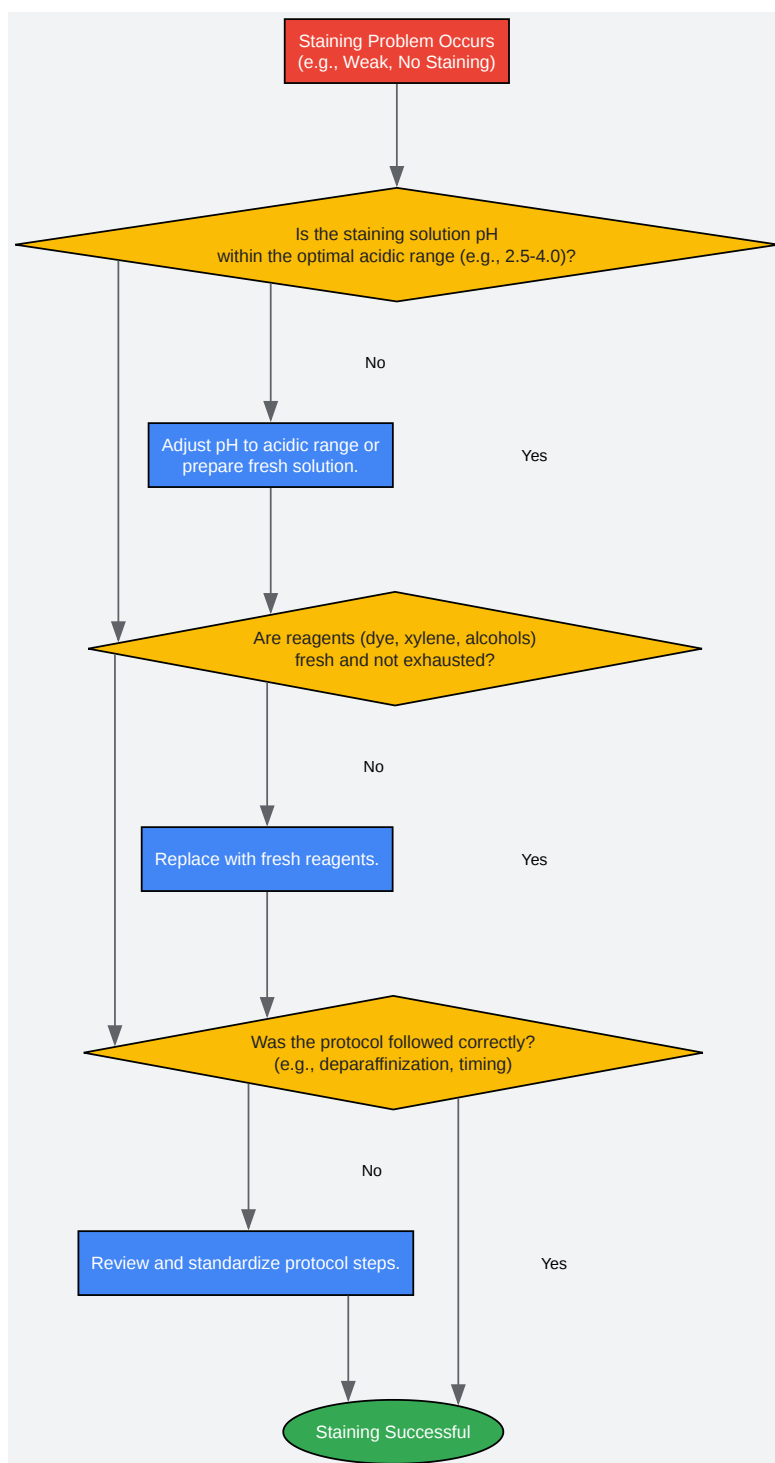 Staining Problem Occurs
(e.g., Weak, No Staining)
Is the staining solution pH
within the optimal acidic range (e.g., 2.5-4.0)?
No
Adjust pH to acidic range or
prepare fresh solution.
Yes
Are reagents (dye, xylene, alcohols)
fresh and not exhausted?
No
Replace with fresh reagents.
Yes
Was the protocol followed correctly?
(e.g., deparaffinization, timing)
No
Review and standardize protocol steps.
Yes
Staining Successful